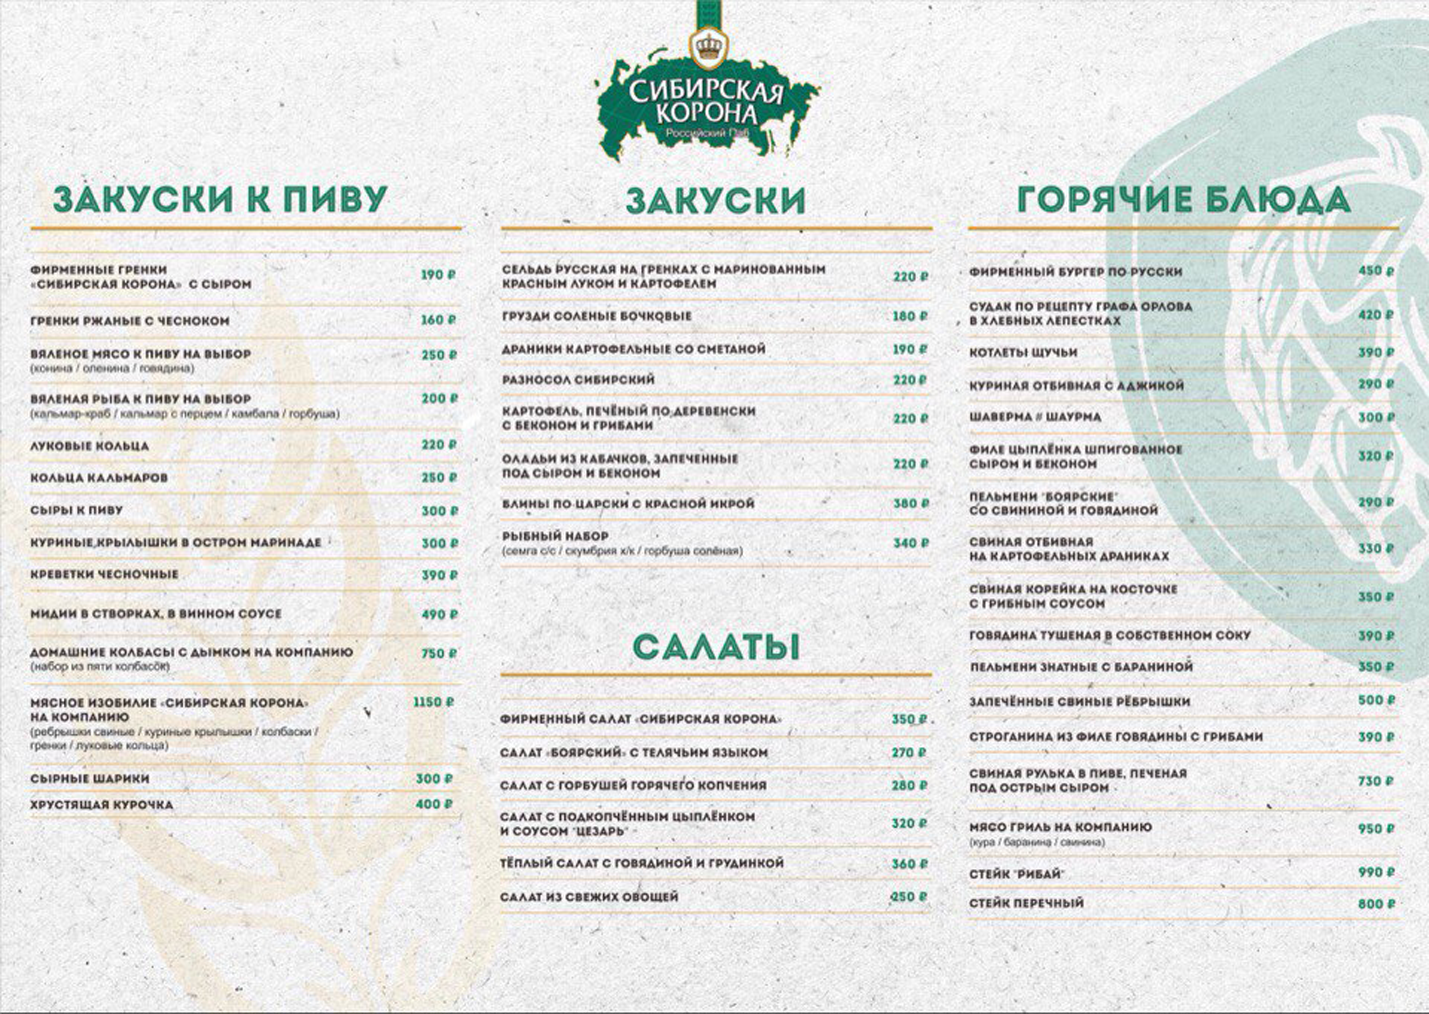 СИБИРСКАЯ
КОРОНА
Российский Паб
ЗАКУСКИ К ПИВУ
ФИРМЕННЫЕ ГРЕНКИ
«СИБИРСКАЯ КОРОНА» С СЫРОМ 190 ₽
ГРЕНКИ РЖАНЫЕ С ЧЕСНОКОМ 160 ₽
ВЯЛЕНОЕ МЯСО К ПИВУ НА ВЫБОР 250 ₽
(конина / оленина / говядина)
ВЯЛЕНАЯ РЫБА К ПИВУ НА ВЫБОР 200 ₽
(кальмар-краб / кальмар с перцем / камбала / горбуша)
ЛУКОВЫЕ КОЛЬЦА 220 ₽
КОЛЬЦА КАЛЬМАРОВ 250 ₽
СЫРЫ К ПИВУ 300 ₽
КУРИНЫЕ КРЫЛЫШКИ В ОСТРОМ МАРИНАДЕ 300 ₽
КРЕВЕТКИ ЧЕСНОЧНЫЕ 390 ₽
МИДИИ В СТВОРКАХ, В ВИННОМ СОУСЕ 490 ₽
ДОМАШНИЕ КОЛБАСЫ С ДЫМКОМ НА КОМПАНИЮ 750 ₽
(набор из пяти колбасок)
МЯСНОЕ ИЗОБИЛИЕ «СИБИРСКАЯ КОРОНА» 1150 ₽
НА КОМПАНИЮ
(ребрышки свиные / куриные крылышки / колбаски /
гренки / луковые кольца)
СЫРНЫЕ ШАРИКИ 300 ₽
ХРУСТЯЩАЯ КУРОЧКА 400 ₽
ЗАКУСКИ
СЕЛЬДЬ РУССКАЯ НА ГРЕНКАХ С МАРИНОВАННЫМ
КРАСНЫМ ЛУКОМ И КАРТОФЕЛЕМ 220 ₽
ГРУЗДИ СОЛЕНЫЕ БОЧКОВЫЕ 180 ₽
ДРАНИКИ КАРТОФЕЛЬНЫЕ СО СМЕТАНОЙ 190 ₽
РАЗНОСОЛ СИБИРСКИЙ 220 ₽
КАРТОФЕЛЬ, ПЕЧЁНЫЙ ПО-ДЕРЕВЕНСКИ
С БЕКОНОМ И ГРИБАМИ 220 ₽
ОЛАДЬИ ИЗ КАБАЧКОВ, ЗАПЕЧЕННЫЕ
ПОД СЫРОМ И БЕКОНОМ 220 ₽
БЛИНЫ ПО-ЦАРСКИ С КРАСНОЙ ИКРОЙ 380 ₽
РЫБНЫЙ НАБОР 340 ₽
(семга с/с / скумбрия х/к / горбуша солёная)
САЛАТЫ
ФИРМЕННЫЙ САЛАТ «СИБИРСКАЯ КОРОНА» 350 ₽
САЛАТ «БОЯРСКИЙ» С ТЕЛЯЧЬИМ ЯЗЫКОМ 270 ₽
САЛАТ С ГОРБУШЕЙ ГОРЯЧЕГО КОПЧЕНИЯ 280 ₽
САЛАТ С ПОДКОПЧЁННЫМ ЦЫПЛЁНКОМ
И СОУСОМ "ЦЕЗАРЬ" 320 ₽
ТЁПЛЫЙ САЛАТ С ГОВЯДИНОЙ И ГРУДИНКОЙ 360 ₽
САЛАТ ИЗ СВЕЖИХ ОВОЩЕЙ 250 ₽
ГОРЯЧИЕ БЛЮДА
ФИРМЕННЫЙ БУРГЕР ПО-РУССКИ 450 ₽
СУДАК ПО РЕЦЕПТУ ГРАФА ОРЛОВА
В ХЛЕБНЫХ ЛЕПЕСТКАХ 420 ₽
КОТЛЕТЫ ЩУЧЬИ 390 ₽
КУРИНАЯ ОТБИВНАЯ С АДЖИКОЙ 290 ₽
ШАВЕРМА // ШАУРМА 300 ₽
ФИЛЕ ЦЫПЛЁНКА ШПИГОВАННОЕ
СЫРОМ И БЕКОНОМ 320 ₽
ПЕЛЬМЕНИ "БОЯРСКИЕ"
СО СВИНИНОЙ И ГОВЯДИНОЙ 290 ₽
СВИНАЯ ОТБИВНАЯ
НА КАРТОФЕЛЬНЫХ ДРАНИКАХ 330 ₽
СВИНАЯ КОРЕЙКА НА КОСТОЧКЕ
С ГРИБНЫМ СОУСОМ 350 ₽
ГОВЯДИНА ТУШЕНАЯ В СОБСТВЕННОМ СОКУ 390 ₽
ПЕЛЬМЕНИ ЗНАТНЫЕ С БАРАНИНОЙ 350 ₽
ЗАПЕЧЁННЫЕ СВИНЫЕ РЁБРЫШКИ 500 ₽
СТРОГАНИНА ИЗ ФИЛЕ ГОВЯДИНЫ С ГРИБАМИ 390 ₽
СВИНАЯ РУЛЬКА В ПИВЕ, ПЕЧЕНАЯ
ПОД ОСТРЫМ СЫРОМ 730 ₽
МЯСО ГРИЛЬ НА КОМПАНИЮ 950 ₽
(кура / баранина / свинина)
СТЕЙК "РИБАЙ" 990 ₽
СТЕЙК ПЕРЕЧНЫЙ 800 ₽